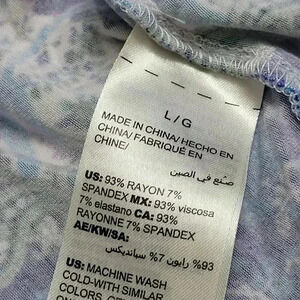 L/G
MADE IN CHINA/HECHO EN
CHINA/FABRIQUÉ EN
CHINE/
صنع في الصين
US: 93% RAYON 7%
SPANDEX MX: 93% viscosa
7% elastano CA: 93%
RAYONNE 7% SPANDEX
AE/KW/SA:
93% رايون 7% سبانديكس
US: MACHINE WASH
COLD-WITH SIMILAR